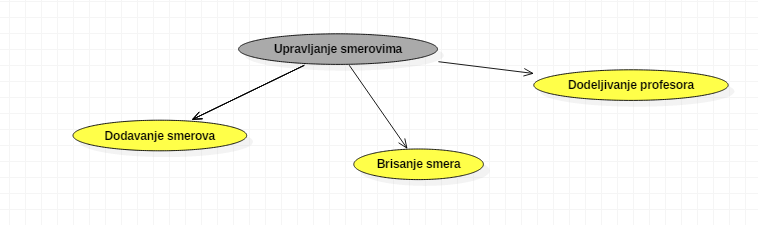 Upravljanje smerovima
Dodeljivanje profesora
Dodavanje smerova
Brisanje smera